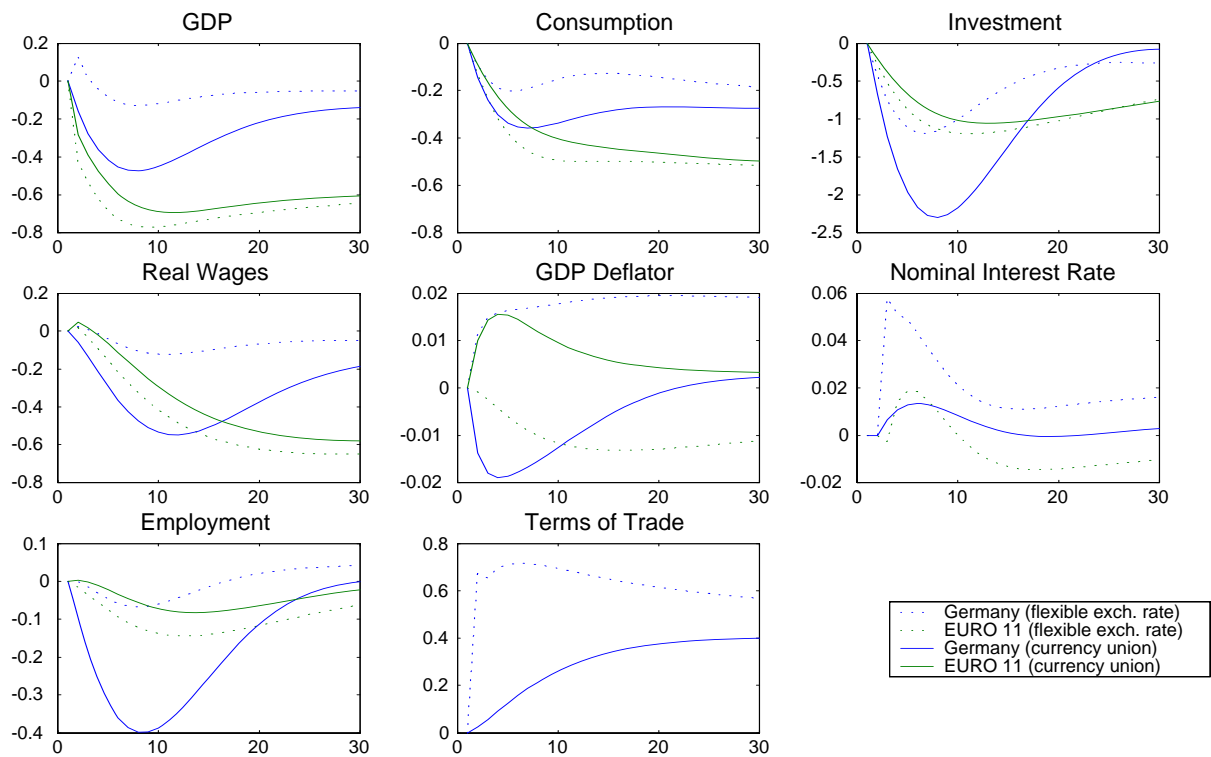 GDP
0.2
0
-0.2
-0.4
-0.6
-0.8
0 10 20 30
Consumption
0
-0.2
-0.4
-0.6
-0.8
0 10 20 30
Investment
0
-0.5
-1
-1.5
-2
-2.5
0 10 20 30
Real Wages
0.2
0
-0.2
-0.4
-0.6
-0.8
0 10 20 30
GDP Deflator
0.02
0.01
0
-0.01
-0.02
0 10 20 30
Nominal Interest Rate
0.06
0.04
0.02
0
-0.02
0 10 20 30
Employment
0.1
0
-0.1
-0.2
-0.3
-0.4
0 10 20 30
Terms of Trade
0.8
0.6
0.4
0.2
0
0 10 20 30
Germany (flexible exch. rate)
EURO 11 (flexible exch. rate)
Germany (currency union)
EURO 11 (currency union)